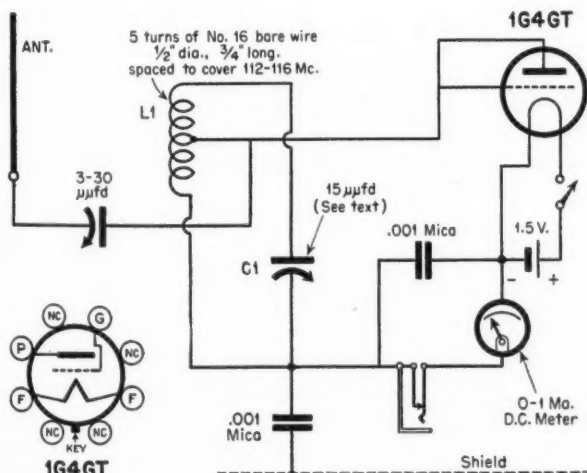 1G4GT
ANT.
5 turns of No. 16 bare wire
1/2" dia., 3/4" long.
spaced to cover 112-116 Mc.
L1
3-30
μμfd
15 μμfd
(See text)
C1
.001 Mica
1.5 V.
- +
NC G
P NC
F F
NC NC
KEY
1G4GT
.001
Mica
0-1 Ma.
D.C. Meter
Shield